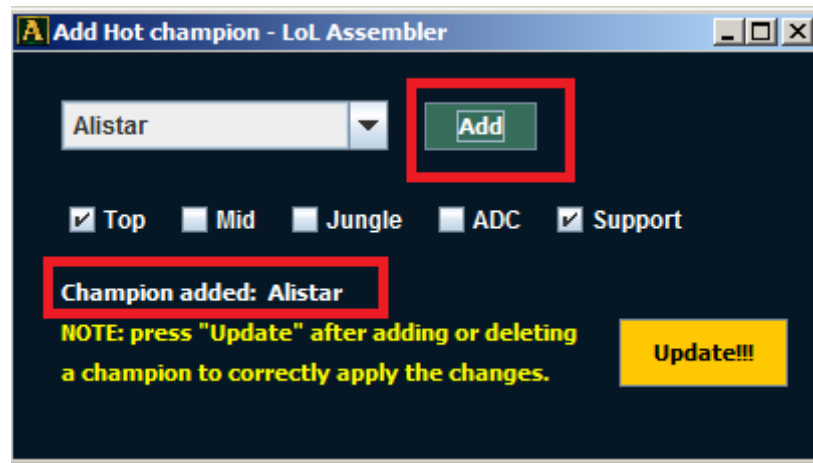 A Add Hot champion - LoL Assembler
Alistar Add
Top Mid Jungle ADC Support
Champion added: Alistar
NOTE: press "Update" after adding or deleting
a champion to correctly apply the changes.
Update!!!